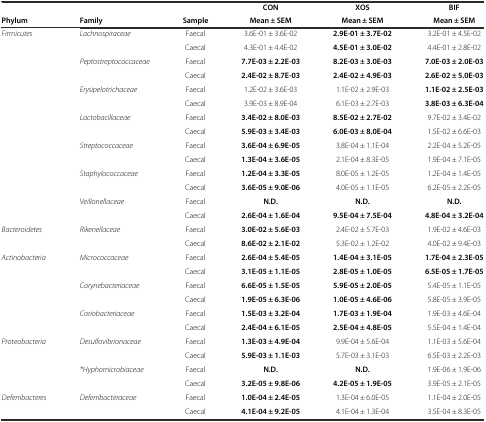 CON XOS BIF
Phylum Family Sample Mean ± SEM Mean ± SEM Mean ± SEM
Firmicutes Lachnospiraceae Faecal 3.6E-01 ± 3.6E-02 2.9E-01 ± 3.7E-02 3.2E-01 ± 4.5E-02
Caecal 4.3E-01 ± 4.4E-02 4.5E-01 ± 3.0E-02 4.4E-01 ± 2.8E-02
Peptostreptococcaceae Faecal 7.7E-03 ± 2.2E-03 8.2E-03 ± 3.0E-03 7.0E-03 ± 2.0E-03
Caecal 2.4E-02 ± 8.7E-03 2.4E-02 ± 4.9E-03 2.6E-02 ± 5.0E-03
Erysipelotrichaceae Faecal 1.2E-02 ± 3.6E-03 1.1E-02 ± 2.9E-03 1.1E-02 ± 2.5E-03
Caecal 3.9E-03 ± 8.9E-04 6.1E-03 ± 2.7E-03 3.8E-03 ± 6.3E-04
Lactobacillaceae Faecal 3.4E-02 ± 8.0E-03 8.5E-02 ± 2.7E-02 9.7E-02 ± 3.4E-02
Caecal 5.9E-03 ± 3.4E-03 6.0E-03 ± 8.0E-04 1.5E-02 ± 6.6E-03
Streptococcaceae Faecal 3.6E-04 ± 6.9E-05 3.8E-04 ± 1.1E-04 2.2E-04 ± 5.2E-05
Caecal 1.3E-04 ± 3.6E-05 2.1E-04 ± 8.3E-05 1.9E-04 ± 7.1E-05
Staphylococcaceae Faecal 1.2E-04 ± 3.3E-05 8.0E-05 ± 1.2E-05 1.2E-04 ± 1.4E-05
Caecal 3.6E-05 ± 9.0E-06 4.0E-05 ± 1.1E-05 6.2E-05 ± 2.2E-05
Veillonellaceae Faecal N.D. N.D. N.D.
Caecal 2.6E-04 ± 1.6E-04 9.5E-04 ± 7.5E-04 4.8E-04 ± 3.2E-04
Bacteroidetes Rikenellaceae Faecal 3.0E-02 ± 5.6E-03 2.4E-02 ± 5.7E-03 1.9E-02 ± 4.6E-03
Caecal 8.6E-02 ± 2.1E-02 5.3E-02 ± 1.2E-02 4.0E-02 ± 9.4E-03
Actinobacteria Micrococcaceae Faecal 2.6E-04 ± 5.4E-05 1.4E-04 ± 3.1E-05 1.7E-04 ± 2.3E-05
Caecal 3.1E-05 ± 1.1E-05 2.8E-05 ± 1.0E-05 6.5E-05 ± 1.7E-05
Corynebacteriaceae Faecal 6.6E-05 ± 1.5E-05 5.9E-05 ± 2.0E-05 5.4E-05 ± 1.1E-05
Caecal 1.9E-05 ± 6.3E-06 1.0E-05 ± 4.6E-06 5.8E-05 ± 3.9E-05
Coriobacteriaceae Faecal 1.5E-03 ± 3.2E-04 1.7E-03 ± 1.9E-04 1.9E-03 ± 4.6E-04
Caecal 2.4E-04 ± 6.1E-05 2.5E-04 ± 4.8E-05 5.5E-04 ± 1.4E-04
Proteobacteria Desulfovibrionaceae Faecal 1.3E-03 ± 4.9E-04 9.9E-04 ± 5.6E-04 1.1E-03 ± 5.6E-04
Caecal 5.9E-03 ± 1.1E-03 5.7E-03 ± 3.1E-03 6.5E-03 ± 2.2E-03
*Hyphomicrobiaceae Faecal N.D. N.D. 1.9E-06 ± 1.9E-06
Caecal 3.2E-05 ± 9.8E-06 4.2E-05 ± 1.9E-05 3.9E-05 ± 2.1E-05
Deferribacteres Deferribacteraceae Faecal 1.0E-04 ± 2.4E-05 1.3E-04 ± 6.0E-05 1.1E-04 ± 2.0E-05
Caecal 4.1E-04 ± 9.2E-05 4.1E-04 ± 1.3E-04 3.5E-04 ± 8.3E-05